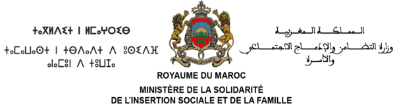 ⵜⴰⴳⵍⴷⵉⵜ ⵏ ⵍⵎⵖⵔⵉⴱ
المملكة المغربية
وزارة التضامن والإدماج الاجتماعي
والأسرة
ROYAUME DU MAROC
MINISTÈRE DE LA SOLIDARITÉ
DE L'INSERTION SOCIALE ET DE LA FAMILLE